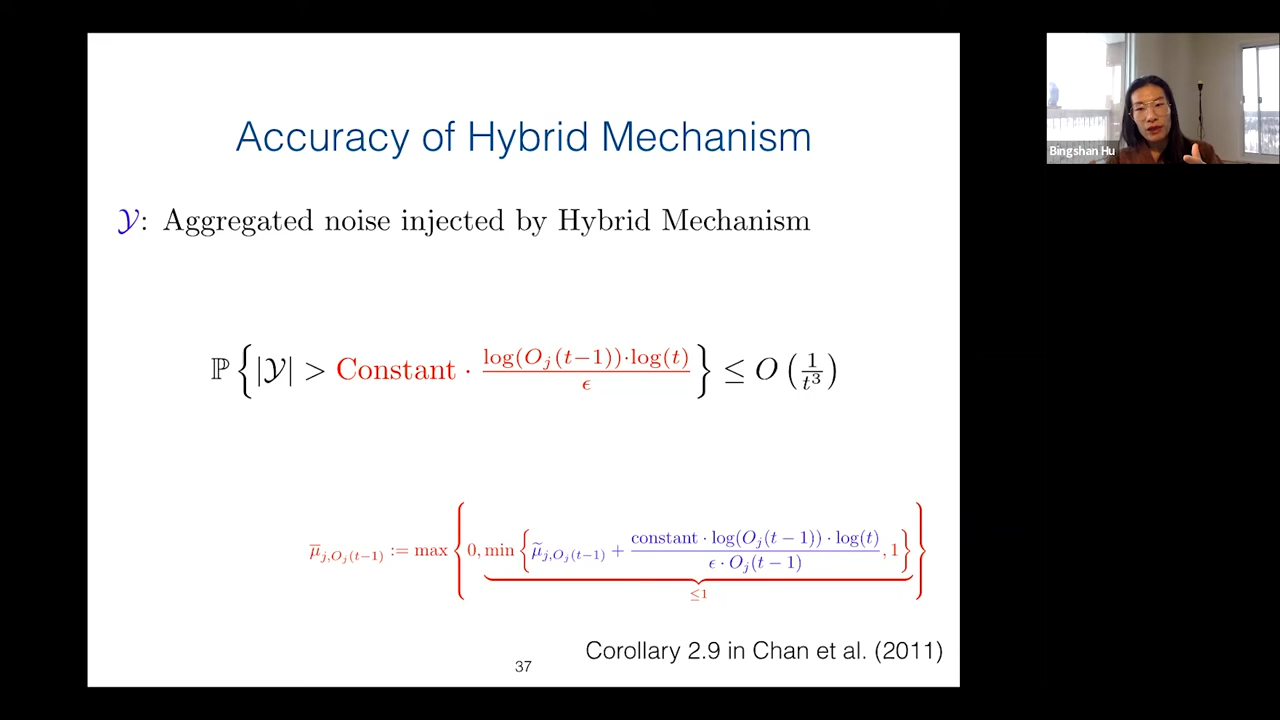 Accuracy of Hybrid Mechanism
𝒴: Aggregated noise injected by Hybrid Mechanism
ℙ{|𝒴| > Constant · log(O_j(t−1))·log(t) / ϵ} ≤ O(1/t³)
μ̅_{j,O_j(t−1)} := max{0, min{μ̃_{j,O_j(t−1)} + constant · log(O_j(t − 1)) · log(t) / ϵ · O_j(t − 1), 1}}
≤1
Corollary 2.9 in Chan et al. (2011)
37
Bingshan Hu